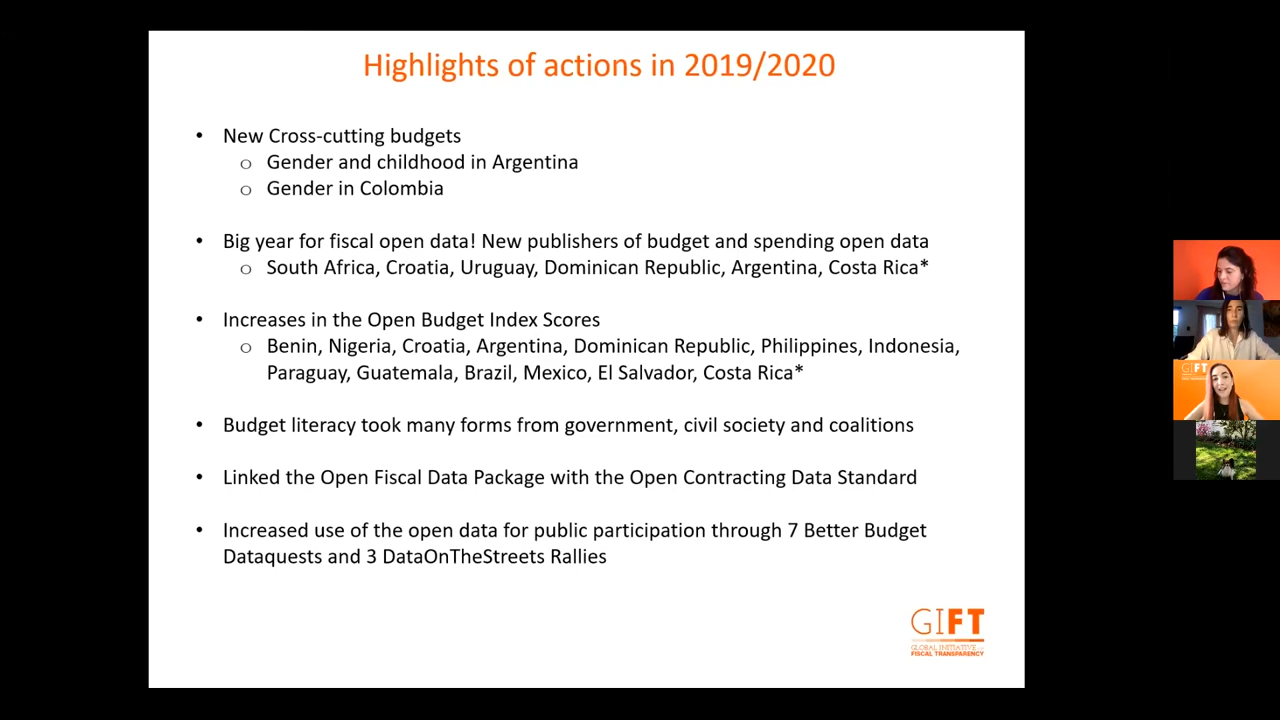 Highlights of actions in 2019/2020
• New Cross-cutting budgets
o Gender and childhood in Argentina
o Gender in Colombia
• Big year for fiscal open data! New publishers of budget and spending open data
o South Africa, Croatia, Uruguay, Dominican Republic, Argentina, Costa Rica*
• Increases in the Open Budget Index Scores
o Benin, Nigeria, Croatia, Argentina, Dominican Republic, Philippines, Indonesia,
Paraguay, Guatemala, Brazil, Mexico, El Salvador, Costa Rica*
• Budget literacy took many forms from government, civil society and coalitions
• Linked the Open Fiscal Data Package with the Open Contracting Data Standard
• Increased use of the open data for public participation through 7 Better Budget
Dataquests and 3 DataOnTheStreets Rallies
GIFT
GLOBAL INITIATIVE
FISCAL TRANSPARENCY
GIFT